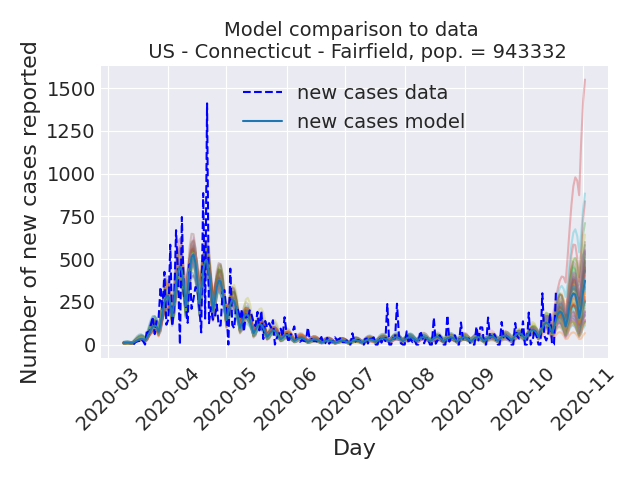 Model comparison to data
US - Connecticut - Fairfield, pop. = 943332
Number of new cases reported
1500
1250
1000
750
500
250
0
new cases data
new cases model
2020-03
2020-04
2020-05
2020-06
2020-07
2020-08
2020-09
2020-10
2020-11
Day